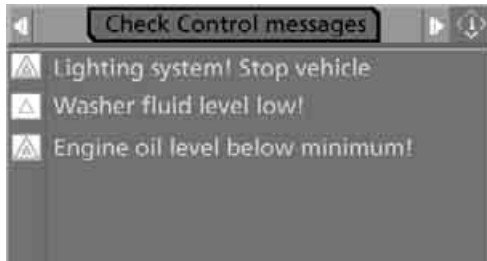 Check Control messages
Lighting system! Stop vehicle
Washer fluid level low!
Engine oil level below minimum!